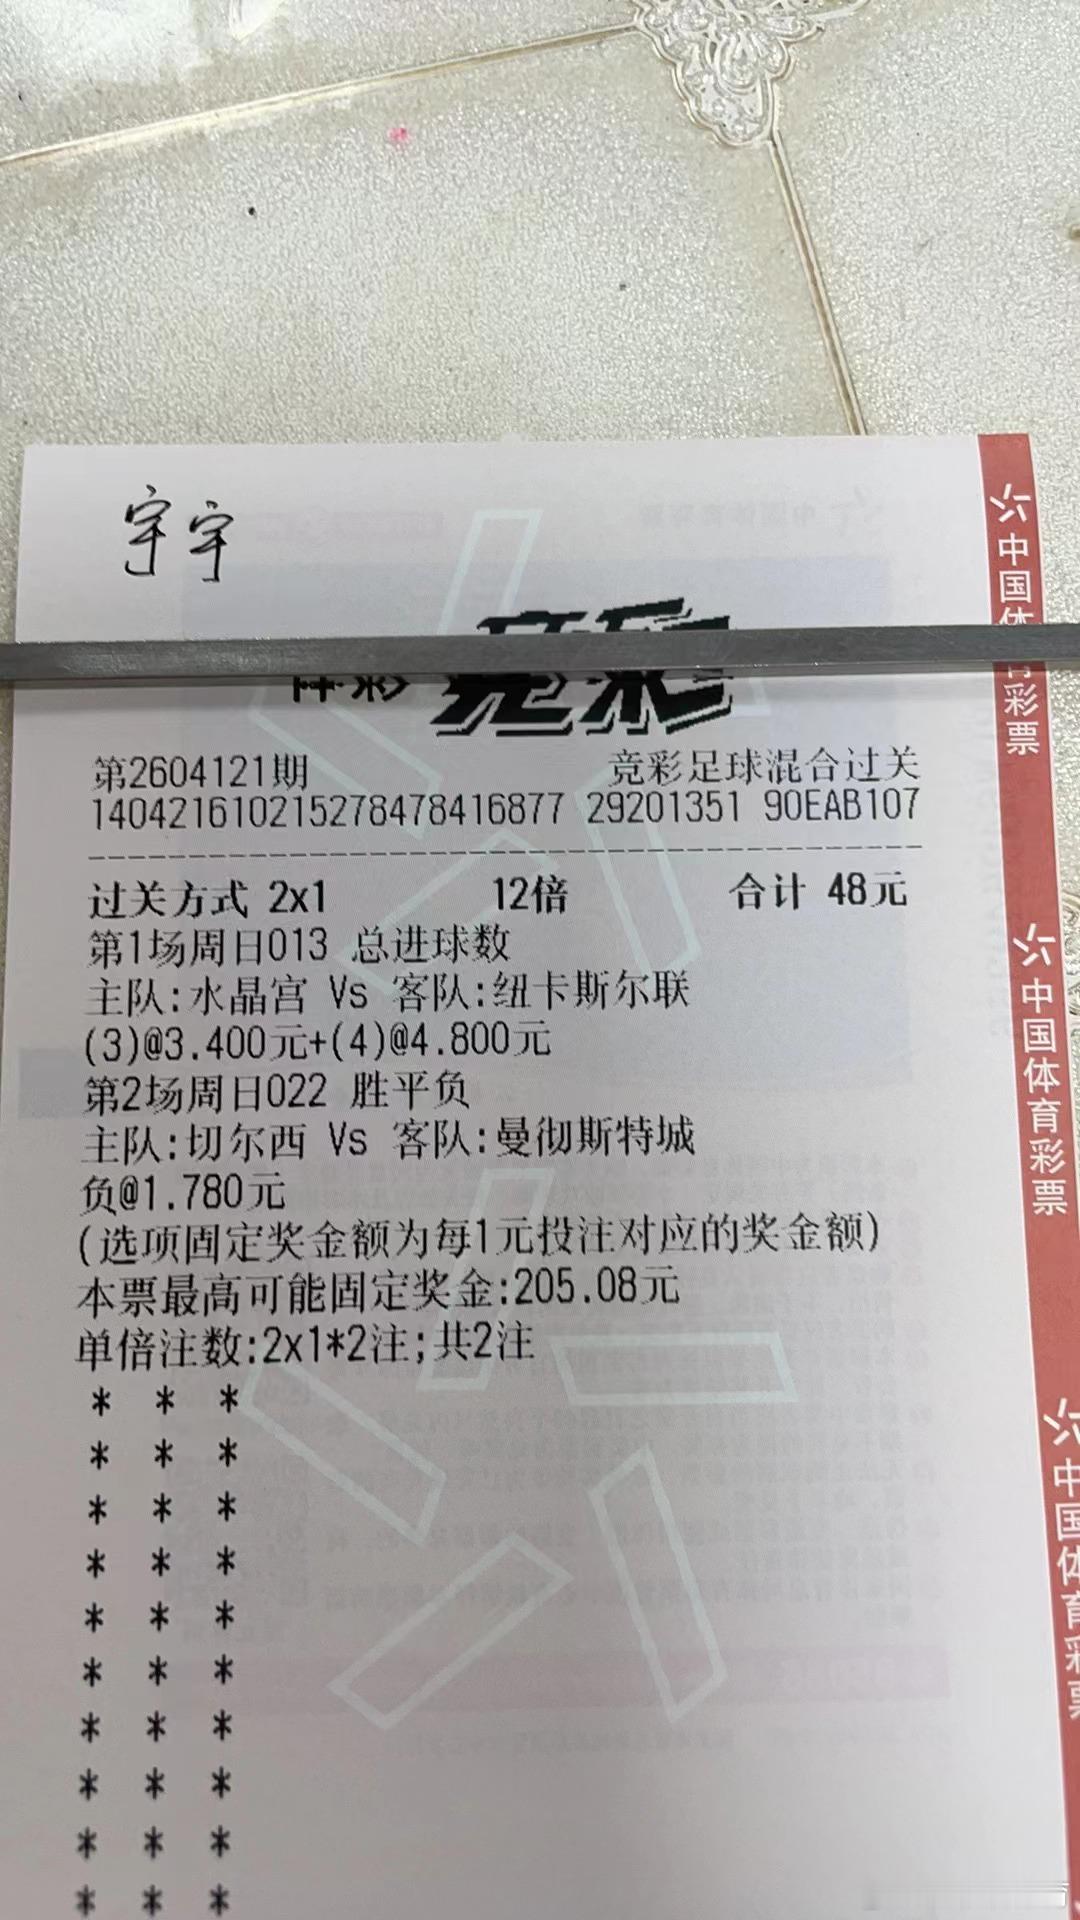 宇宇
体彩 竞彩
第2604121期 竞彩足球混合过关
140421610215278478416877 29201351 90EAB107
过关方式 2x1 12倍 合计 48元
第1场周日013 总进球数
主队:水晶宫 Vs 客队:纽卡斯尔联
(3)@3.400元+(4)@4.800元
第2场周日022 胜平负
主队:切尔西 Vs 客队:曼彻斯特城
负@1.780元
(选项固定奖金额为每1元投注对应的奖金额)
本票最高可能固定奖金:205.08元
单倍注数:2x1*2注;共2注
* * *
* * *
* * *
* * *
* * *
* * *
* * *
* * *
* * *
* * *
中国体育彩票
中国体育彩票
中国体育彩票